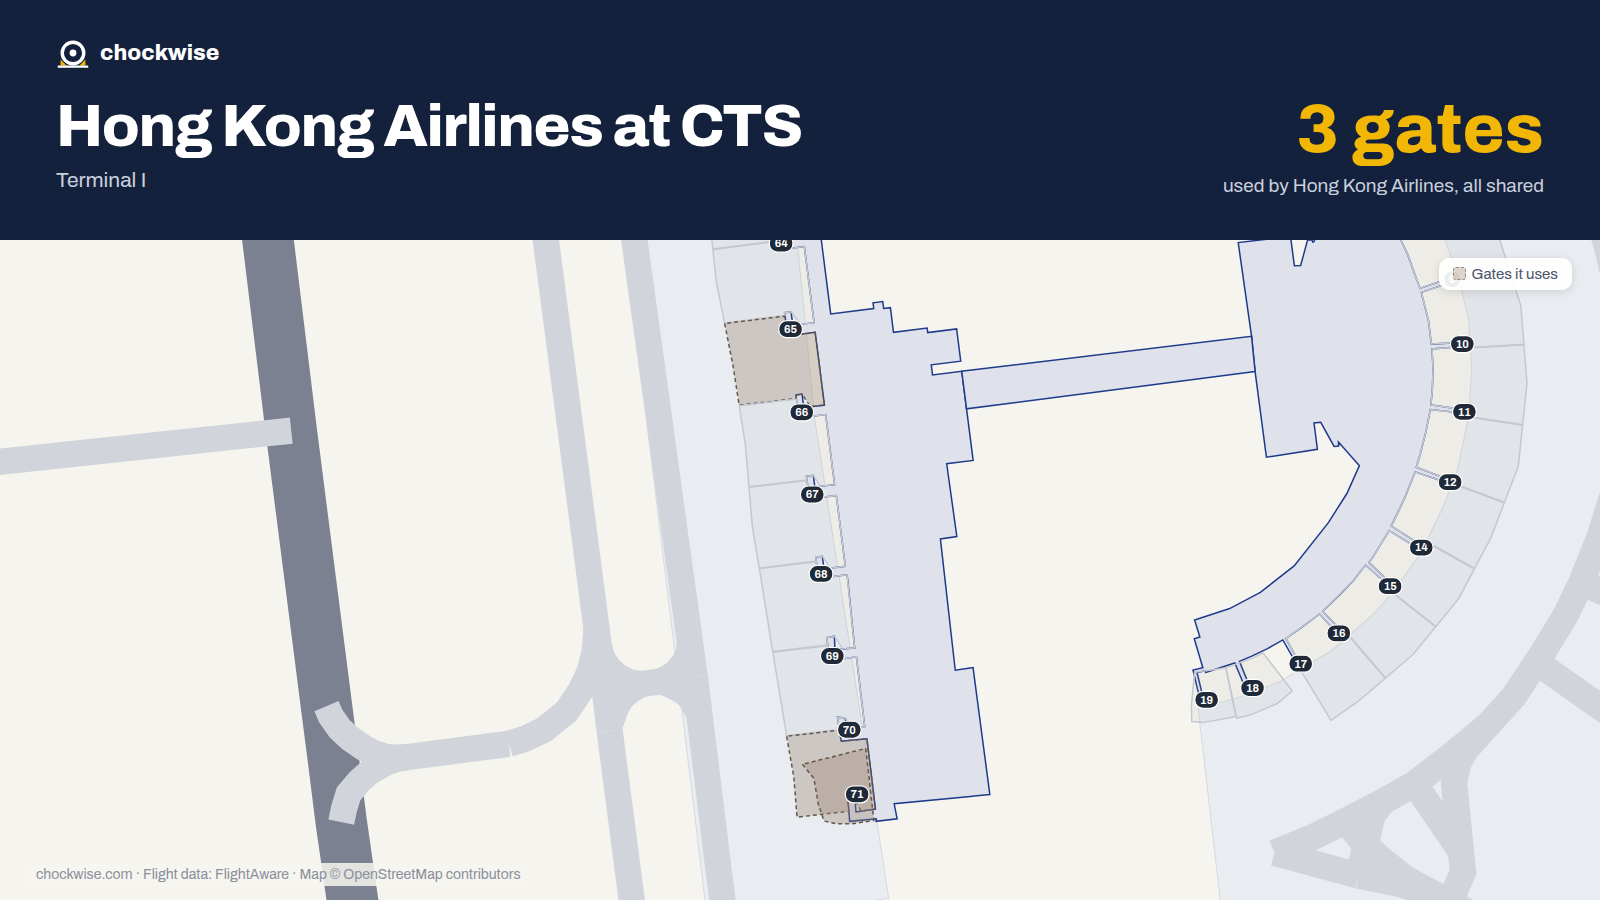 chockwise
Hong Kong Airlines at CTS
Terminal I
3 gates
used by Hong Kong Airlines, all shared
Gates it uses
64
65
66
67
68
69
70
71
10
11
12
14
15
16
17
18
19
chockwise.com · Flight data: FlightAware · Map © OpenStreetMap contributors